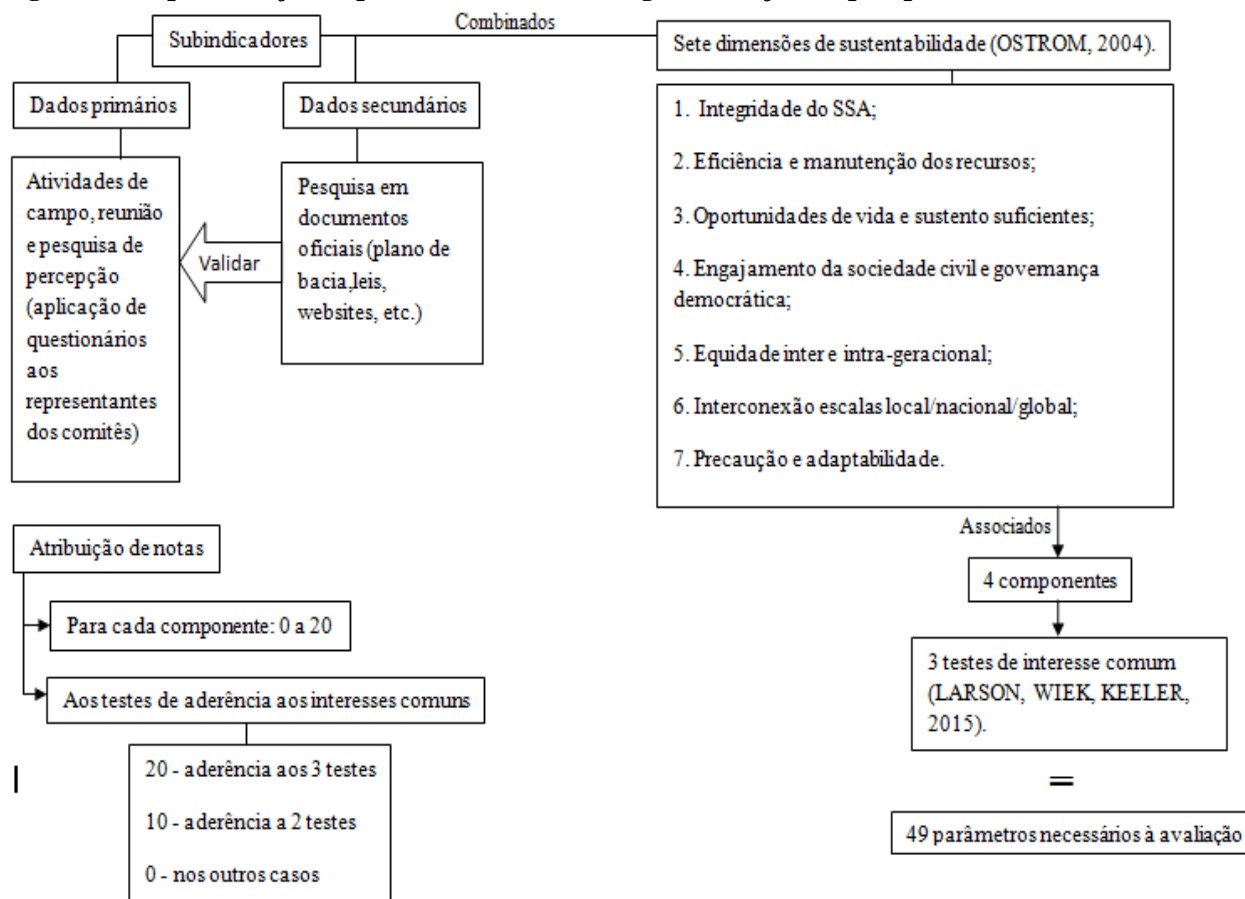 Subindicadores
Combinados
Sete dimensões de sustentabilidade (OSTROM, 2004).
Dados primários
Dados secundários
Atividades de
campo, reunião
e pesquisa de
percepção
(aplicação de
questionários
aos
representantes
dos comitês)
Validar
Pesquisa em
documentos
oficiais (plano de
bacia,leis,
websites, etc.)
1. Integridade do SSA;
2. Eficiência e manutenção dos recursos;
3. Oportunidades de vida e sustento suficientes;
4. Engajamento da sociedade civil e governança
democrática;
5. Equidade inter e intra-geracional;
6. Interconexão escalas local/nacional/global;
7. Precaução e adaptabilidade.
Associados
4 componentes
3 testes de interesse comum
(LARSON, WIEK, KEELER,
2015).
=
49 parâmetros necessários à avaliação
Atribuição de notas
Para cada componente: 0 a 20
Aos testes de aderência aos interesses comuns
20 - aderência aos 3 testes
10 - aderência a 2 testes
0 - nos outros casos